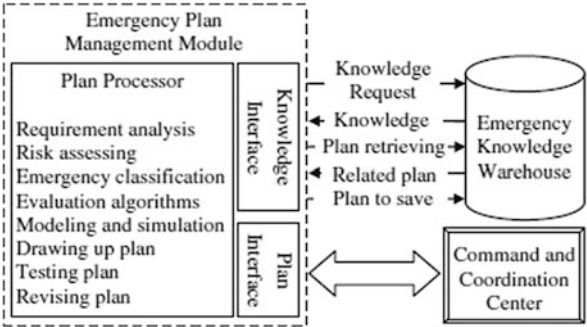 Emergency Plan
Management Module
Plan Processor
Requirement analysis
Risk assessing
Emergency classification
Evaluation algorithms
Modeling and simulation
Drawing up plan
Testing plan
Revising plan
Knowledge
Interface
Plan
Interface
Knowledge
Request
Knowledge
Plan retrieving
Related plan
Plan to save
Emergency
Knowledge
Warehouse
Command and
Coordination
Center